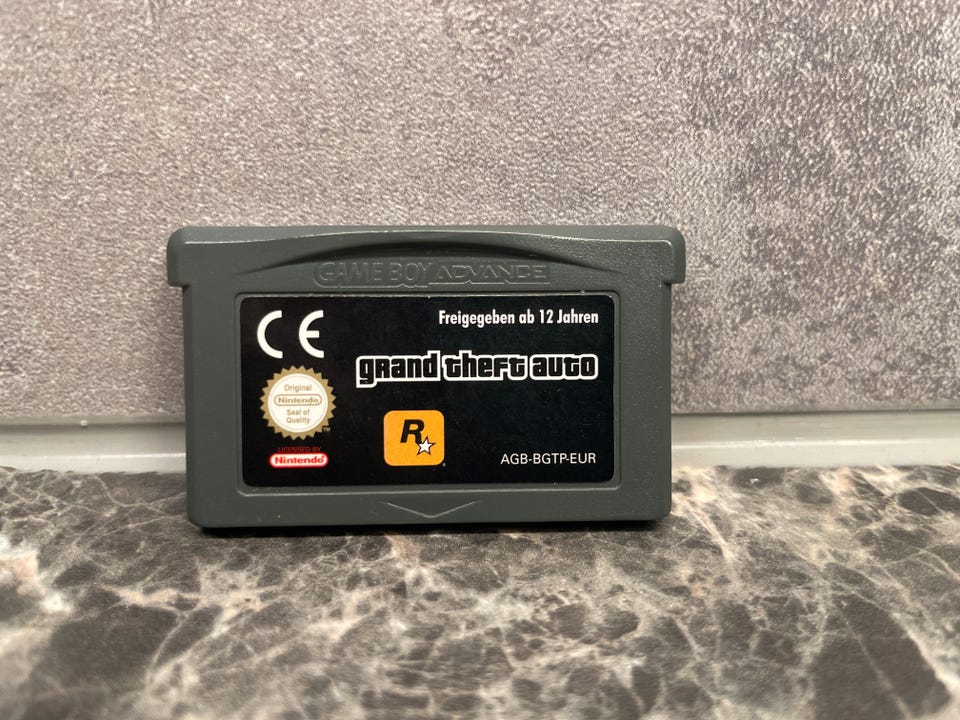 GAME BOY ADVANCE
CE
Freigegeben ab 12 Jahren
grand theft auto
Original
Nintendo
Seal of
Quality
TM
LICENSED BY
Nintendo
R
AGB-BGTP-EUR